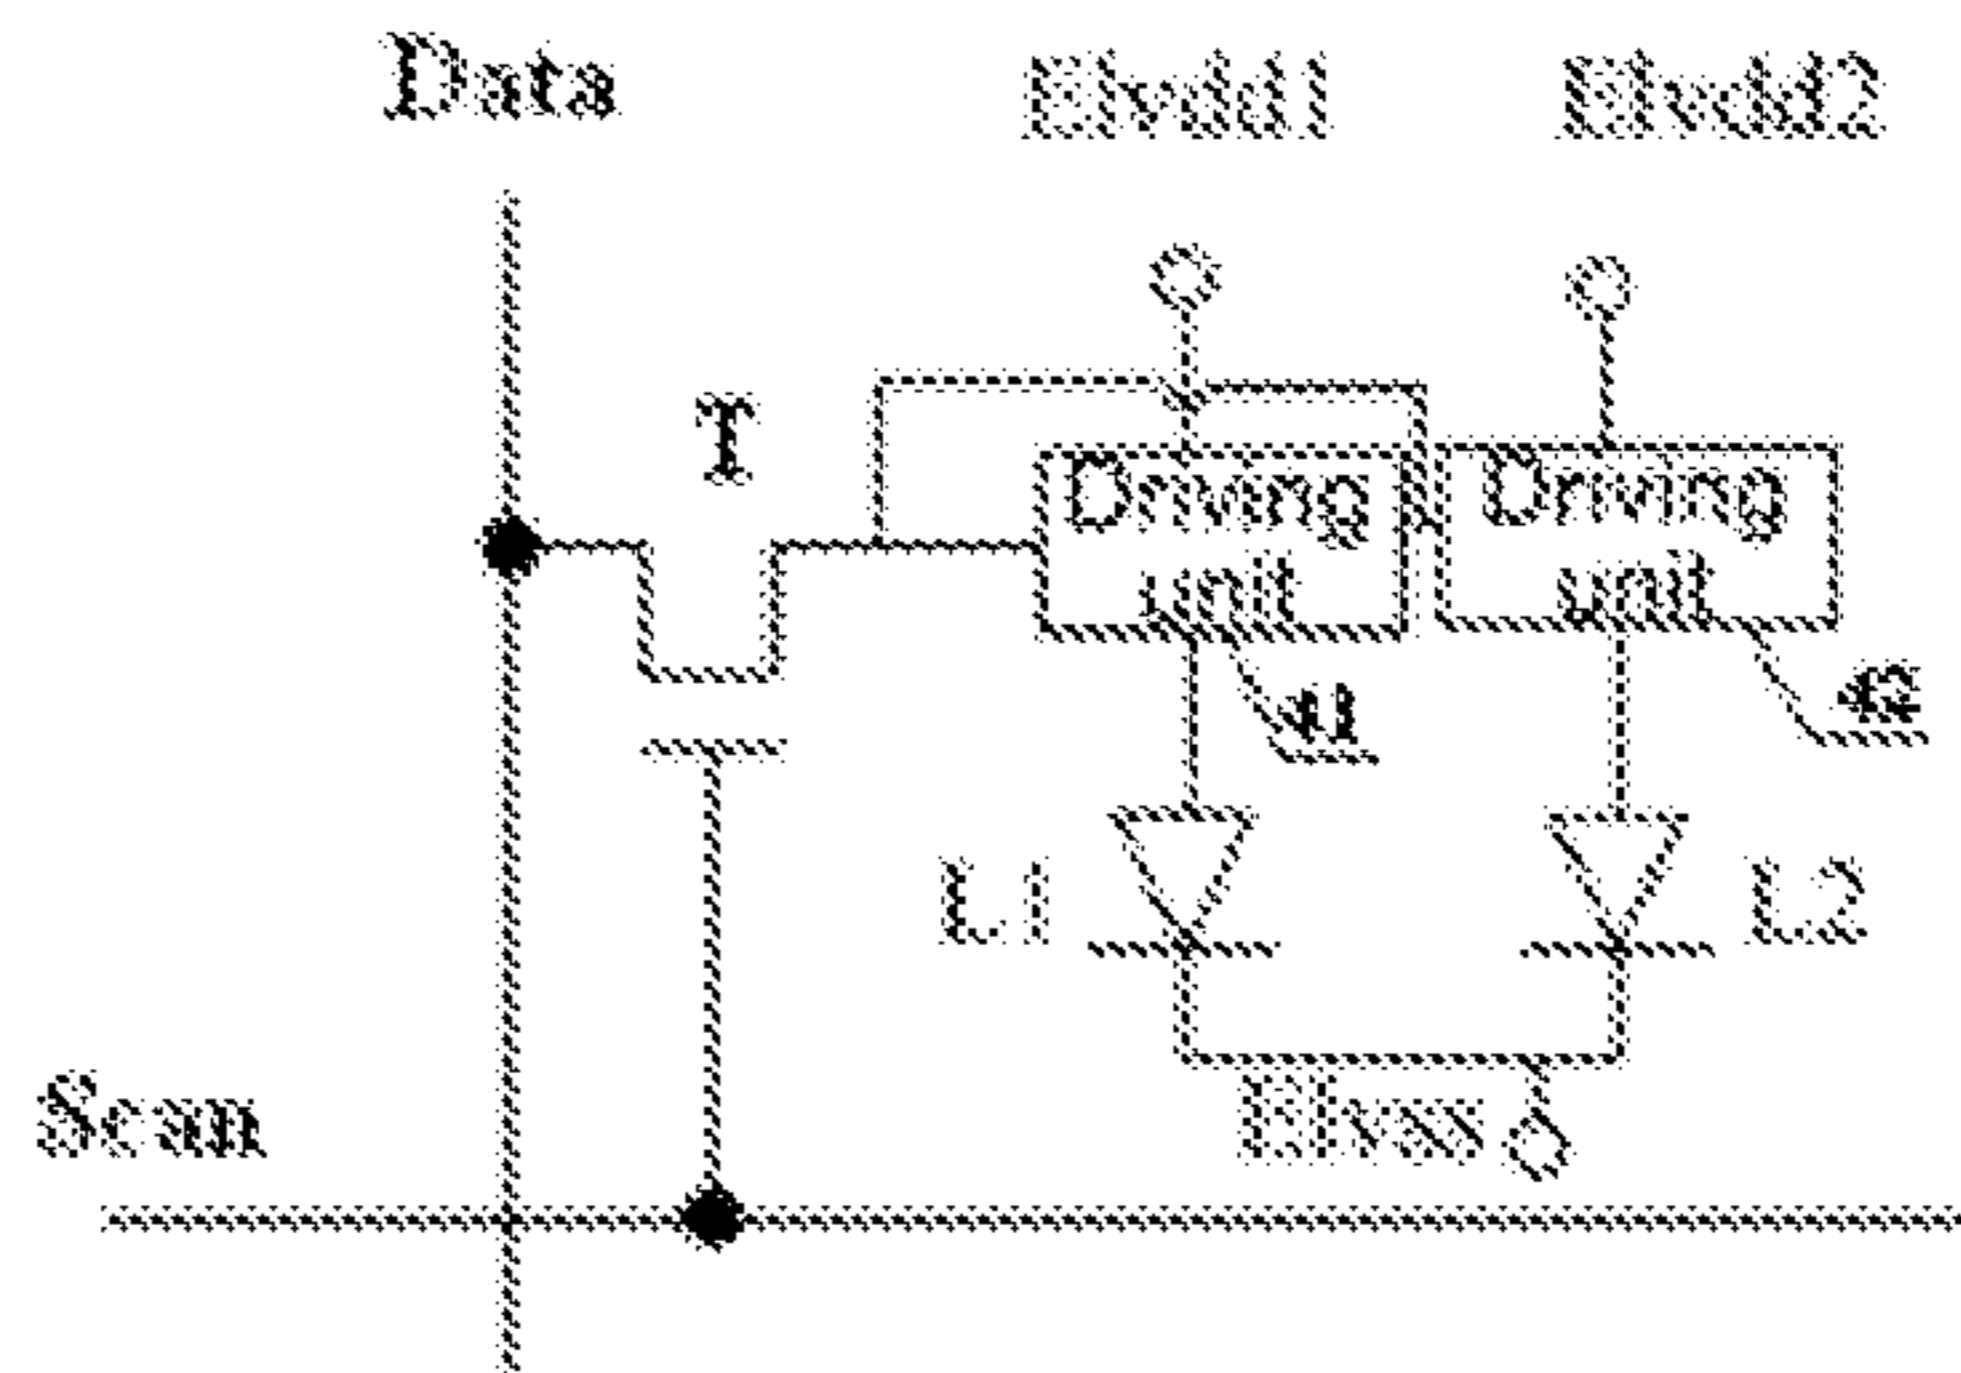 Data
Elvdd1
Elvdd2
T
Driving
unit
Driving
unit
41
42
L1
L2
Scan
Elvss